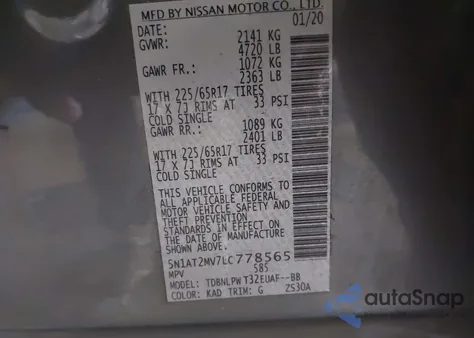 MFD BY NISSAN MOTOR CO., LTD.
DATE: 01/20
GVWR: 2141 KG
4720 LB
GAWR FR.: 1072 KG
2363 LB
WITH 225/65R17 TIRES
17 X 7J RIMS AT 33 PSI
COLD SINGLE
GAWR RR.: 1089 KG
2401 LB
WITH 225/65R17 TIRES
17 X 7J RIMS AT 33 PSI
COLD SINGLE
THIS VEHICLE CONFORMS TO
ALL APPLICABLE FEDERAL
MOTOR VEHICLE SAFETY AND
THEFT PREVENTION
STANDARDS IN EFFECT ON
THE DATE OF MANUFACTURE
SHOWN ABOVE.
5N1AT2MV7LC778565
MPV 585
MODEL: TDBNLPWT32EUAF--BB
COLOR: KAD TRIM: G ZS30A
autoSnap